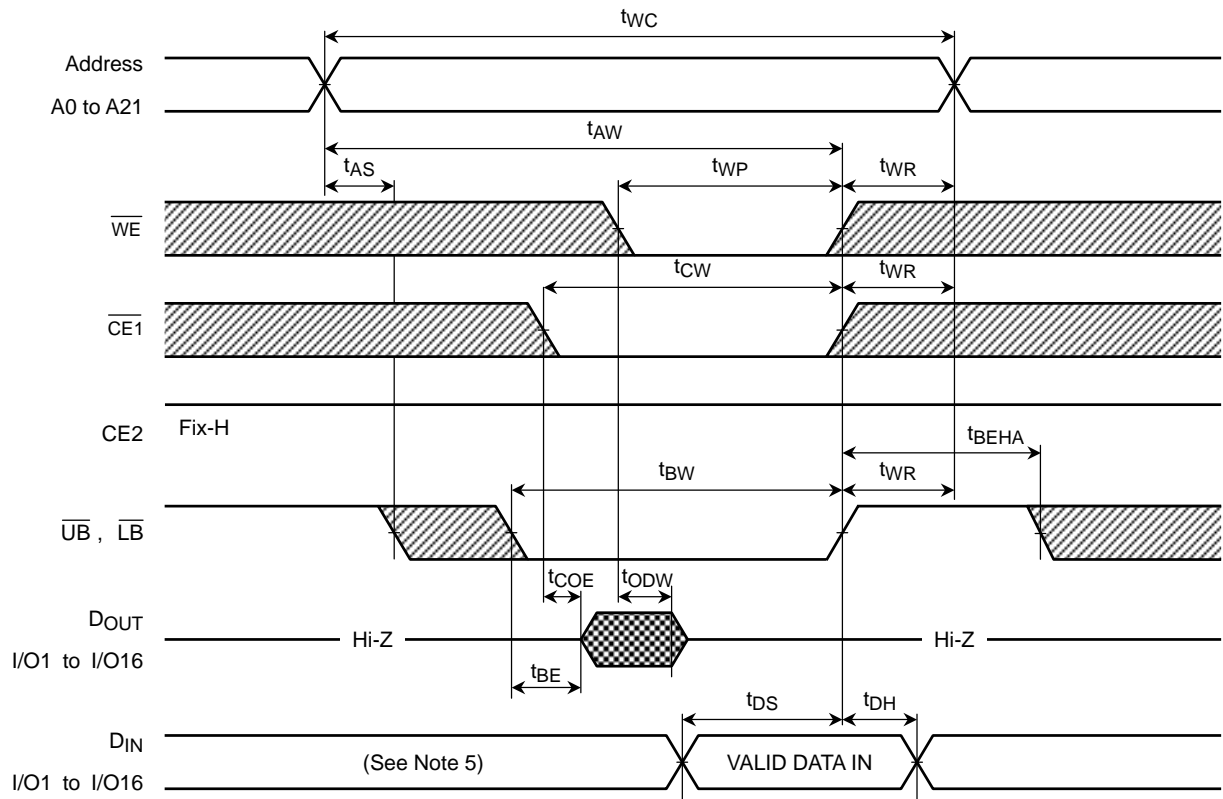 tWC
Address
A0 to A21
tAW
tAS
tWP
tWR
WE
tCW
tWR
CE1
CE2
Fix-H
tBEHA
tBW
tWR
UB , LB
tCOE
tODW
DOUT
I/O1 to I/O16
Hi-Z
Hi-Z
tBE
tDS
tDH
DIN
I/O1 to I/O16
(See Note 5)
VALID DATA IN